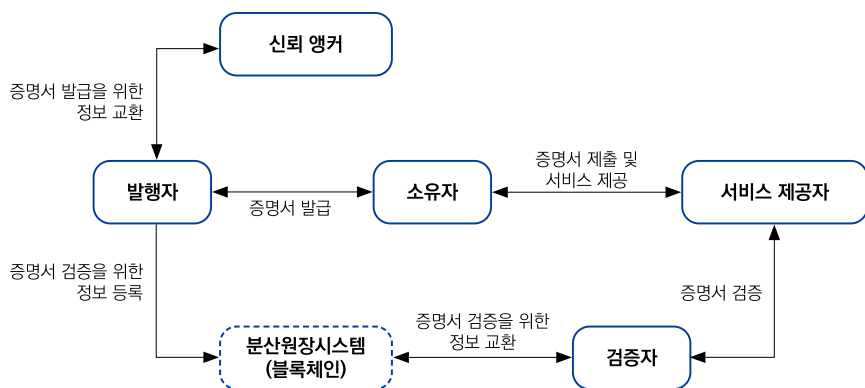 신뢰 앵커
증명서 발급을 위한
정보 교환
발행자
증명서 발급
소유자
증명서 제출 및
서비스 제공
서비스 제공자
증명서 검증을 위한
정보 등록
증명서 검증
분산원장시스템
(블록체인)
증명서 검증을 위한
정보 교환
검증자